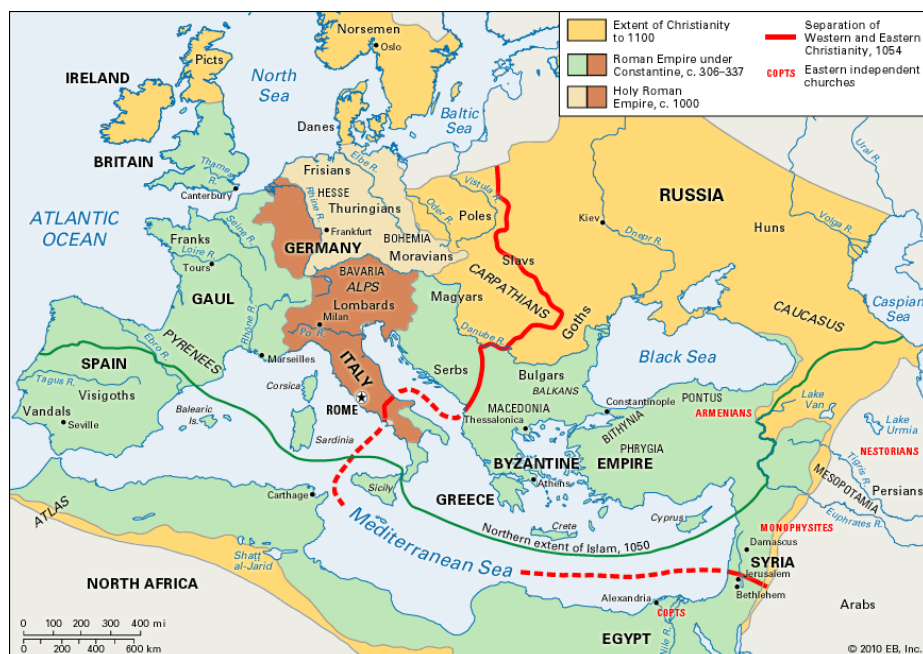 Extent of Christianity
to 1100
Roman Empire under
Constantine, c. 306–337
Holy Roman
Empire, c. 1000
Separation of
Western and Eastern
Christianity, 1054
COPTS
Eastern independent
churches
Norsemen
Oslo
Picts
IRELAND
North
Sea
Baltic
Sea
Danes
BRITAIN
Thames
R.
Canterbury
Frisians
Elbe R.
HESSE
Thuringians
Rhine R.
Frankfurt
GERMANY
BOHEMIA
Moravians
Vistula R.
Oder R.
Poles
Slavs
Kiev
Dnepr R.
RUSSIA
Huns
Volga R.
Ural R.
ATLANTIC
OCEAN
Franks
Seine R.
Loire R.
Tours
GAUL
Rhone R.
BAVARIA
ALPS
Lombards
Milan
Po R.
Magyars
CARPATHIANS
Goths
Danube R.
CAUCASUS
Caspian
Sea
Black Sea
SPAIN
Ebro R.
PYRENEES
Marseilles
Tagus R.
Visigoths
Vandals
Seville
Balearic
Is.
Corsica
Sardinia
ITALY
ROME
Serbs
Bulgars
BALKANS
MACEDONIA
Thessalonica
Constantinople
PONTUS
BITHYNIA
ARMENIANS
PHRYGIA
Lake
Van
Lake
Urmia
NESTORIANS
BYZANTINE
EMPIRE
Athens
GREECE
Sicily
Carthage
Crete
Cyprus
Northern extent of Islam, 1050
Mediterranean Sea
Tigris
R.
MESOPOTAMIA
Persians
Euphrates R.
MONOPHYSITES
Damascus
SYRIA
Jerusalem
Bethlehem
ATLAS
Shatt
al-Jarid
NORTH AFRICA
Alexandria
COPTS
Nile R.
EGYPT
Arabs
0 100 200 300 400 mi
0 200 400 600 km
© 2010 EB, Inc.